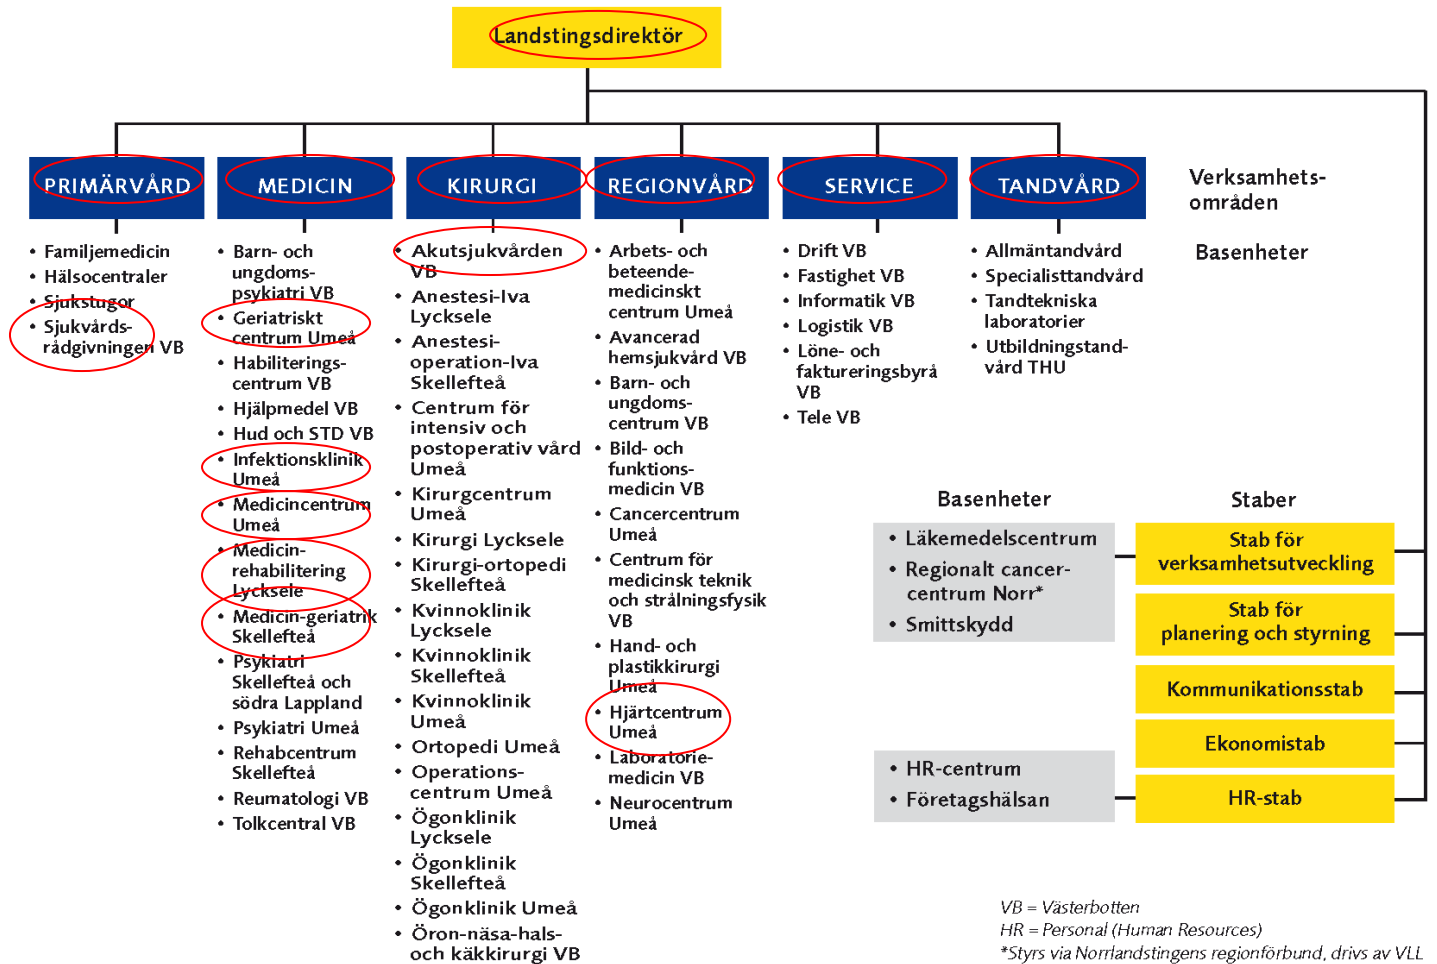 Landstingsdirektör
PRIMÄRVÅRD
• Familjemedicin
• Hälsocentraler
• Sjukstugor
• Sjukvårds-
rådgivningen VB
MEDICIN
• Barn- och
ungdoms-
psykiatri VB
• Geriatriskt
centrum Umeå
• Habiliterings-
centrum VB
• Hjälpmedel VB
• Hud och STD VB
• Infektionsklinik
Umeå
• Medicincentrum
Umeå
• Medicin-
rehabilitering
Lycksele
• Medicin-geriatrik
Skellefteå
• Psykiatri
Skellefteå och
södra Lappland
• Psykiatri Umeå
• Rehabcentrum
Skellefteå
• Reumatologi VB
• Tolkcentral VB
KIRURGI
• Akutsjukvården
VB
• Anestesi-Iva
Lycksele
• Anestesi-
operation-Iva
Skellefteå
• Centrum för
intensiv och
postoperativ vård
Umeå
• Kirurgcentrum
Umeå
• Kirurgi Lycksele
• Kirurgi-ortopedi
Skellefteå
• Kvinnoklinik
Lycksele
• Kvinnoklinik
Skellefteå
• Kvinnoklinik
Umeå
• Ortopedi Umeå
• Operations-
centrum Umeå
• Ögonklinik
Lycksele
• Ögonklinik
Skellefteå
• Ögonklinik Umeå
• Öron-näsa-hals-
och käkkirurgi VB
REGIONVÅRD
• Arbets- och
beteende-
medicinskt
centrum Umeå
• Avancerad
hemsjukvård VB
• Barn- och
ungdoms-
centrum VB
• Bild- och
funktions-
medicin VB
• Cancercentrum
Umeå
• Centrum för
medicinsk teknik
och strålningsfysik
VB
• Hand- och
plastikkirurgi
Umeå
• Hjärtcentrum
Umeå
• Laboratorie-
medicin VB
• Neurocentrum
Umeå
SERVICE
• Drift VB
• Fastighet VB
• Informatik VB
• Logistik VB
• Löne- och
faktureringsbyrå
VB
• Tele VB
TANDVÅRD
• Allmäntandvård
• Specialisttandvård
• Tandtekniska
laboratorier
• Utbildningstand-
vård THU
Verksamhets-
områden
Basenheter
Basenheter
• Läkemedelscentrum
• Regionalt cancer-
centrum Norr*
• Smittskydd
• HR-centrum
• Företagshälsan
Staber
Stab för
verksamhetsutveckling
Stab för
planering och styrning
Kommunikationsstab
Ekonomistab
HR-stab
VB = Västerbotten
HR = Personal (Human Resources)
*Styrs via Norrlandstingens regionförbund, drivs av VLL